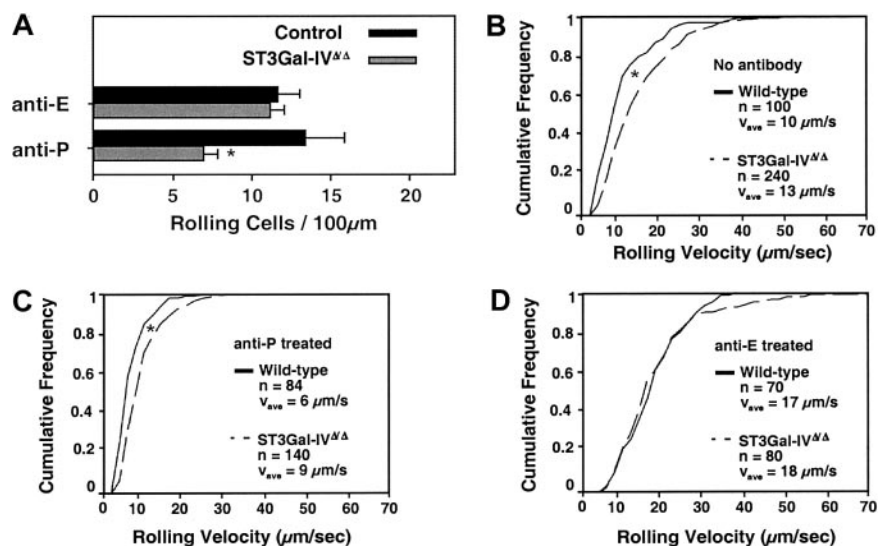 A
Control
ST3Gal-IVΔ/Δ
anti-E
anti-P
*
0 5 10 15 20
Rolling Cells / 100µm
B
Cumulative Frequency
1
0.8
0.6
0.4
0.2
0
*
No antibody
Wild-type
n = 100
vave = 10 µm/s
ST3Gal-IVΔ/Δ
n = 240
vave = 13 µm/s
10 20 30 40 50 60 70
Rolling Velocity (µm/sec)
C
Cumulative Frequency
1
0.8
0.6
0.4
0.2
0
*
anti-P treated
Wild-type
n = 84
vave = 6 µm/s
ST3Gal-IVΔ/Δ
n = 140
vave = 9 µm/s
10 20 30 40 50 60 70
Rolling Velocity (µm/sec)
D
Cumulative Frequency
1
0.8
0.6
0.4
0.2
0
anti-E treated
Wild-type
n = 70
vave = 17 µm/s
ST3Gal-IVΔ/Δ
n = 80
vave = 18 µm/s
10 20 30 40 50 60 70
Rolling Velocity (µm/sec)